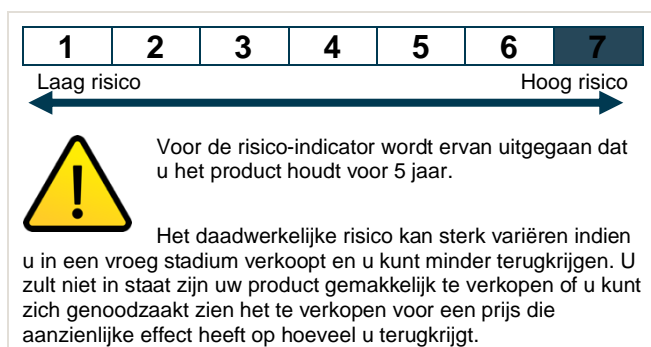 1 2 3 4 5 6 7
Laag risico Hoog risico
Voor de risico-indicator wordt ervan uitgegaan dat
u het product houdt voor 5 jaar.
Het daadwerkelijke risico kan sterk variëren indien
u in een vroeg stadium verkoopt en u kunt minder terugkrijgen. U
zult niet in staat zijn uw product gemakkelijk te verkopen of u kunt
zich genoodzaakt zien het te verkopen voor een prijs die
aanzienlijke effect heeft op hoeveel u terugkrijgt.